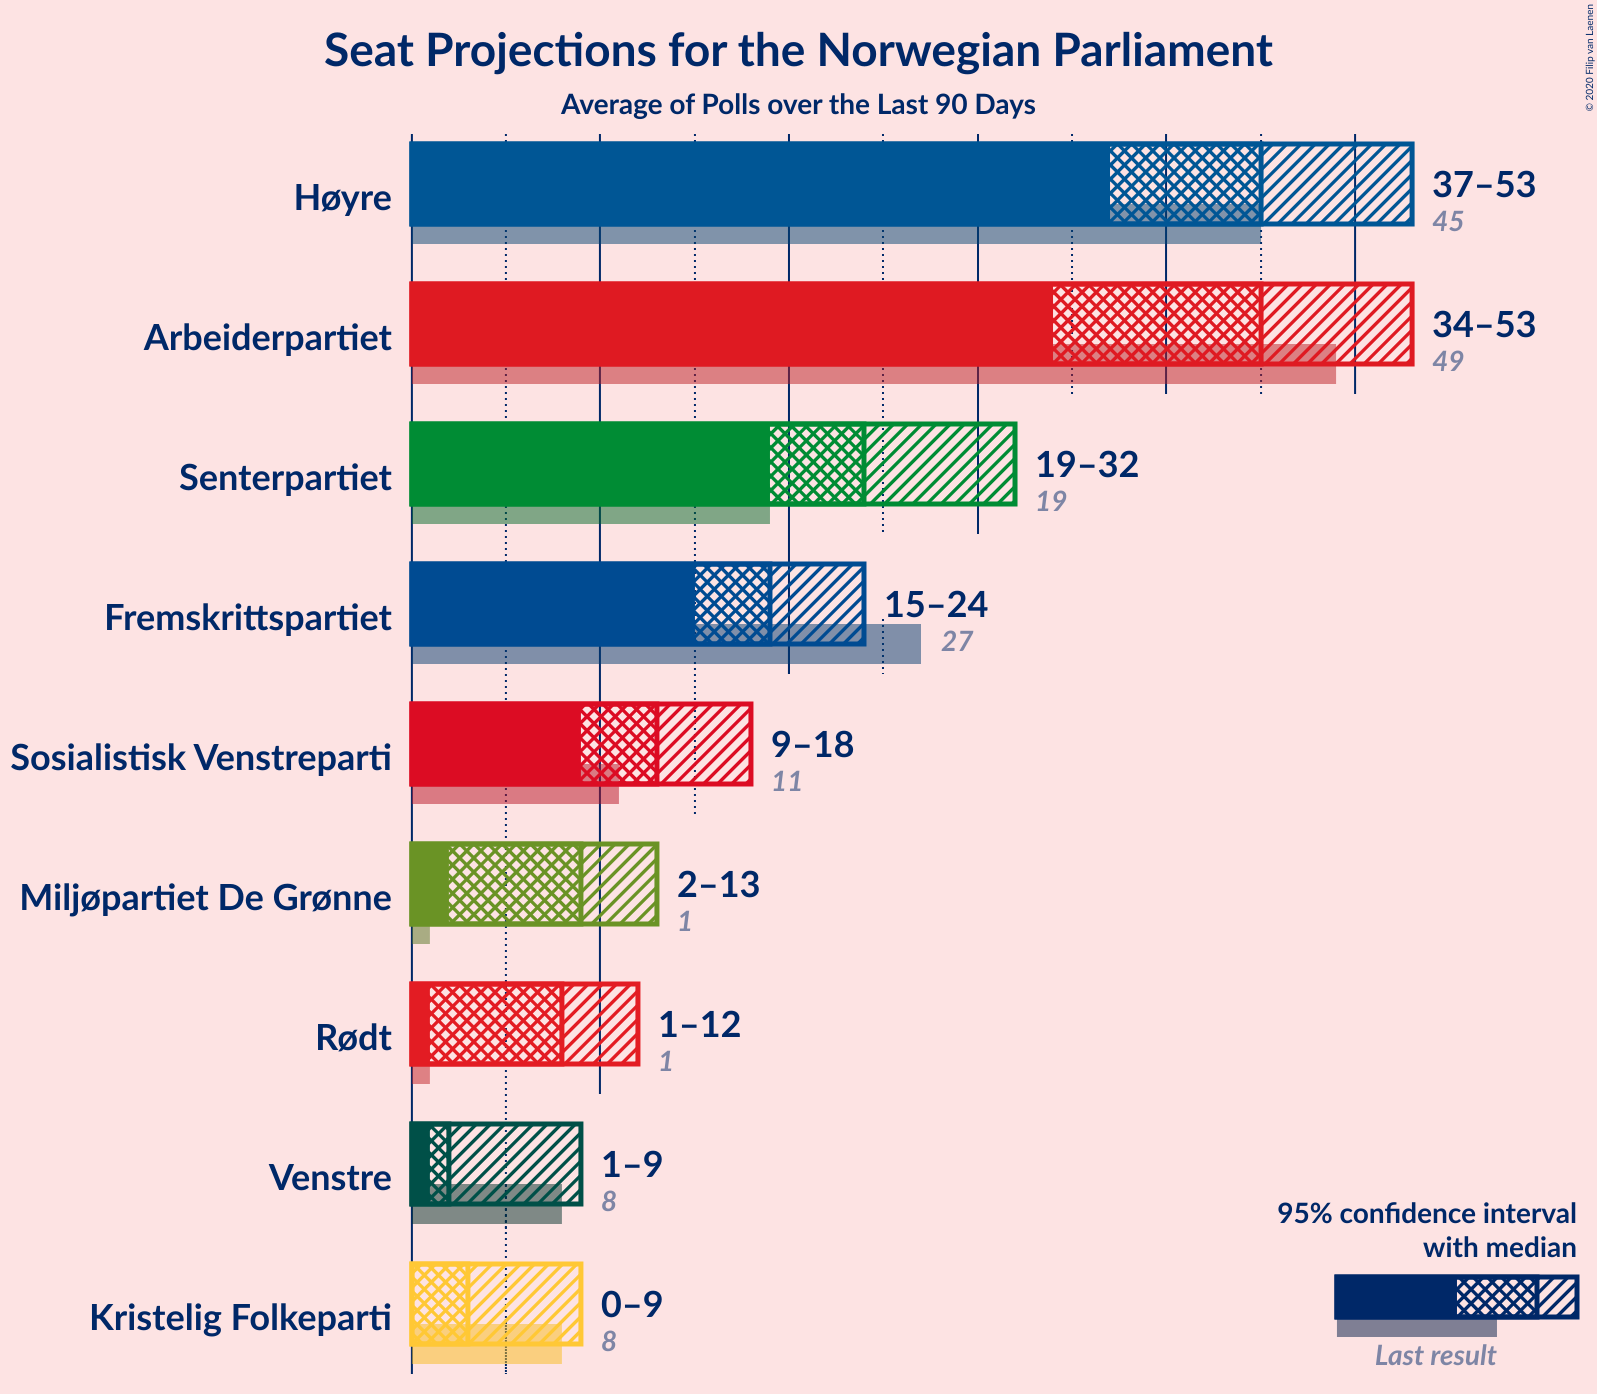 Seat Projections for the Norwegian Parliament
Average of Polls over the Last 90 Days
© 2020 Filip van Laenen
Høyre
37–53
45
Arbeiderpartiet
34–53
49
Senterpartiet
19–32
19
Fremskrittspartiet
15–24
27
Sosialistisk Venstreparti
9–18
11
Miljøpartiet De Grønne
2–13
1
Rødt
1–12
1
Venstre
1–9
8
Kristelig Folkeparti
0–9
8
95% confidence interval
with median
Last result